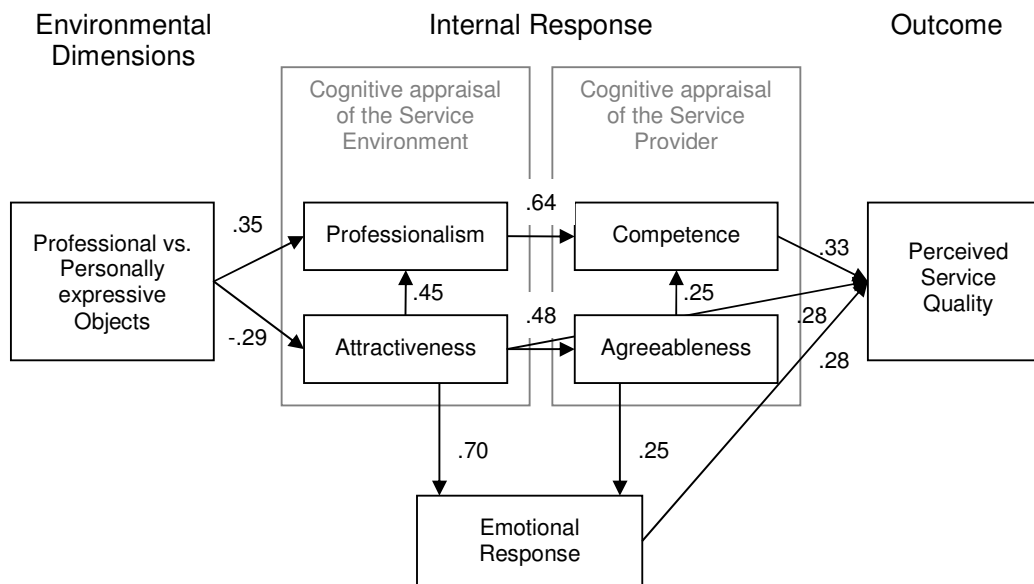 Environmental
Dimensions
Internal Response
Outcome
Cognitive appraisal
of the Service
Environment
Cognitive appraisal
of the Service
Provider
Professional vs.
Personally
expressive
Objects
.35
-.29
Professionalism
.64
Competence
.33
.45
.25
Attractiveness
.48
Agreeableness
.28
.28
Perceived
Service
Quality
.70
.25
Emotional
Response